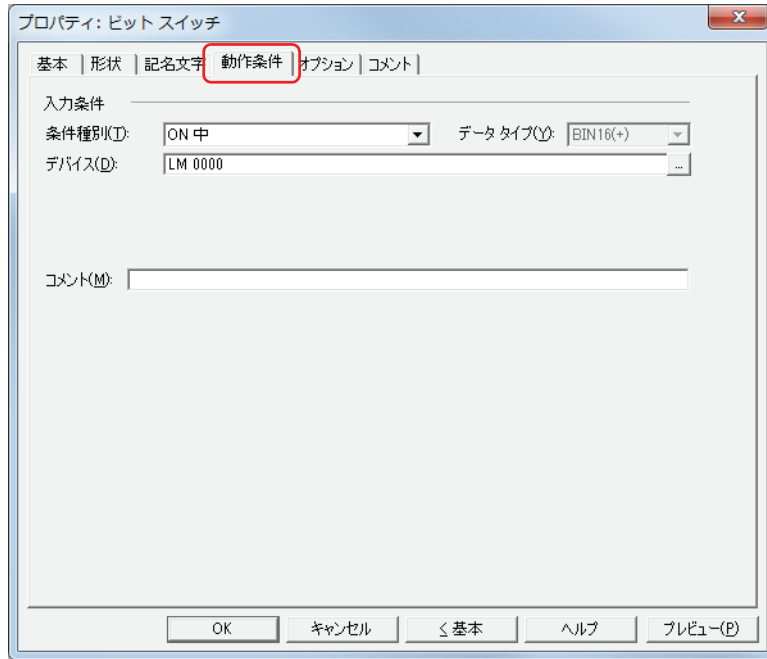 プロパティ: ビット スイッチ
基本 形状 記名文字 動作条件 オプション コメント
入力条件
条件種別(T): ON 中 データ タイプ(Y): BIN16(+)
デバイス(D): LM 0000 ...
コメント(M):
OK キャンセル < 基本 ヘルプ プレビュー(P)